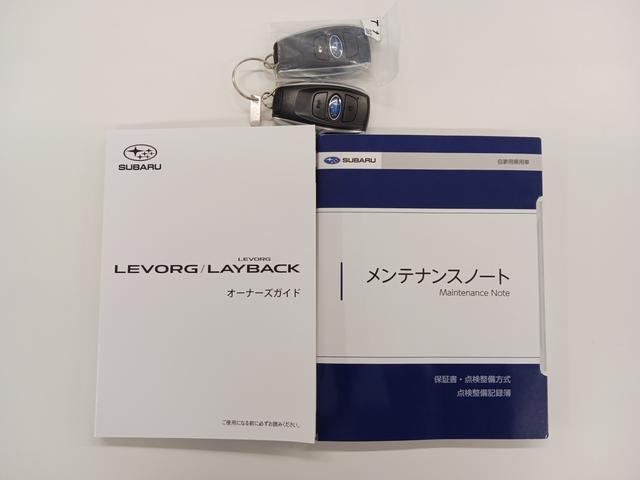 SUBARU
LEVORG
LEVORG/LAYBACK
オーナーズガイド
ご使用になる前に必ずお読みください。
SUBARU
自家用乗用車
メンテナンスノート
Maintenance Note
保証書・点検整備方式
点検整備記録簿